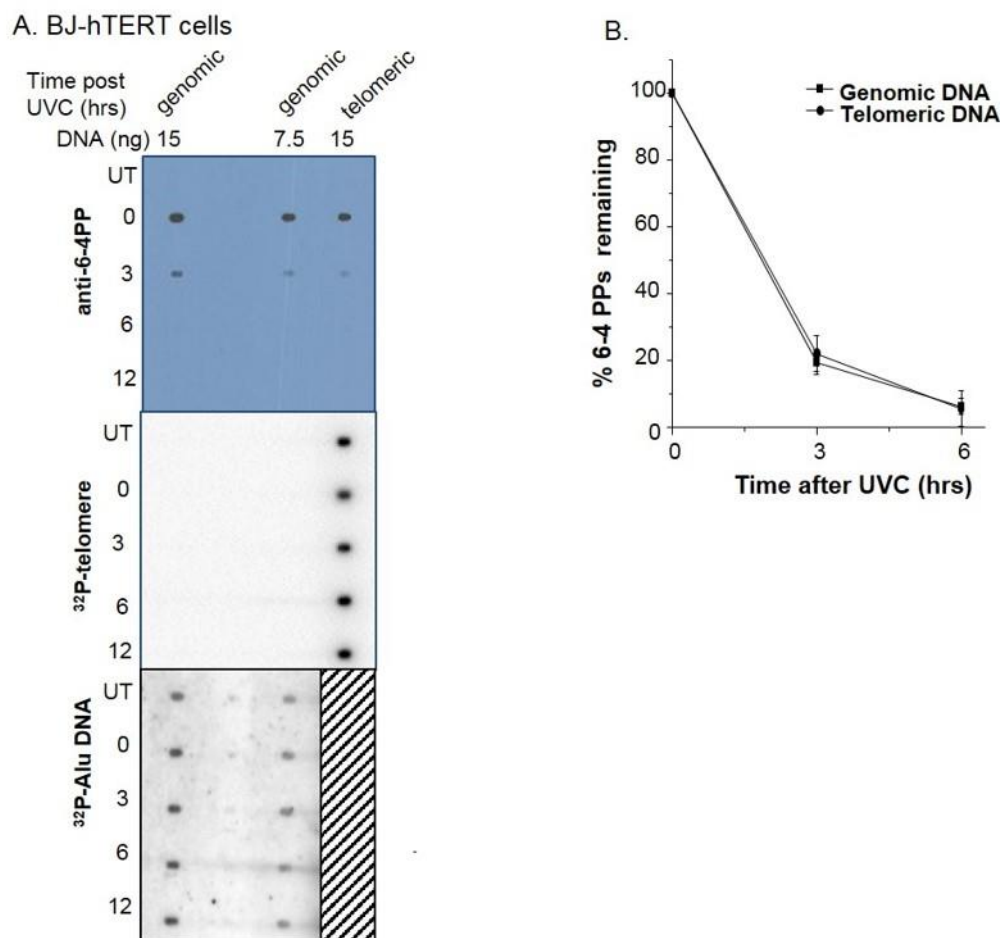 A. BJ-hTERT cells
Time post
UVC (hrs)
genomic
genomic
telomeric
DNA (ng) 15 7.5 15
anti-6-4PP
UT
0
3
6
12
³²P-telomere
UT
0
3
6
12
³²P-Alu DNA
UT
0
3
6
12
B.
Genomic DNA
Telomeric DNA
% 6-4 PPs remaining
100
80
60
40
20
0
0 3 6
Time after UVC (hrs)